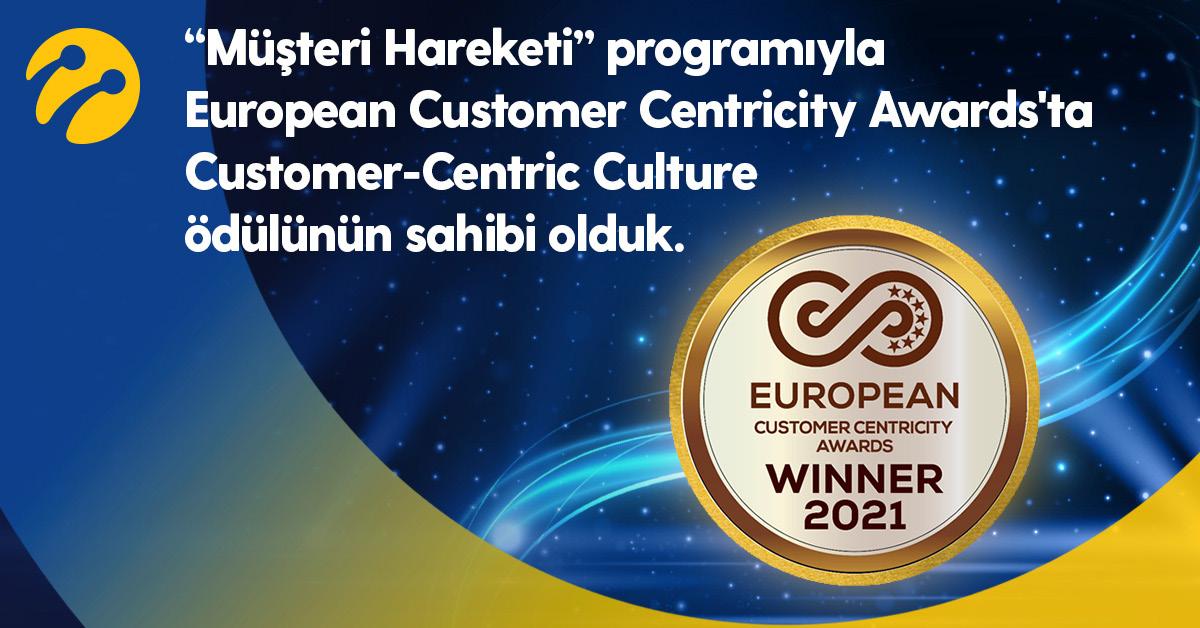 “Müşteri Hareketi” programıyla
European Customer Centricity Awards'ta
Customer-Centric Culture
ödülünün sahibi olduk.
EUROPEAN
CUSTOMER CENTRICITY
AWARDS
WINNER
2021